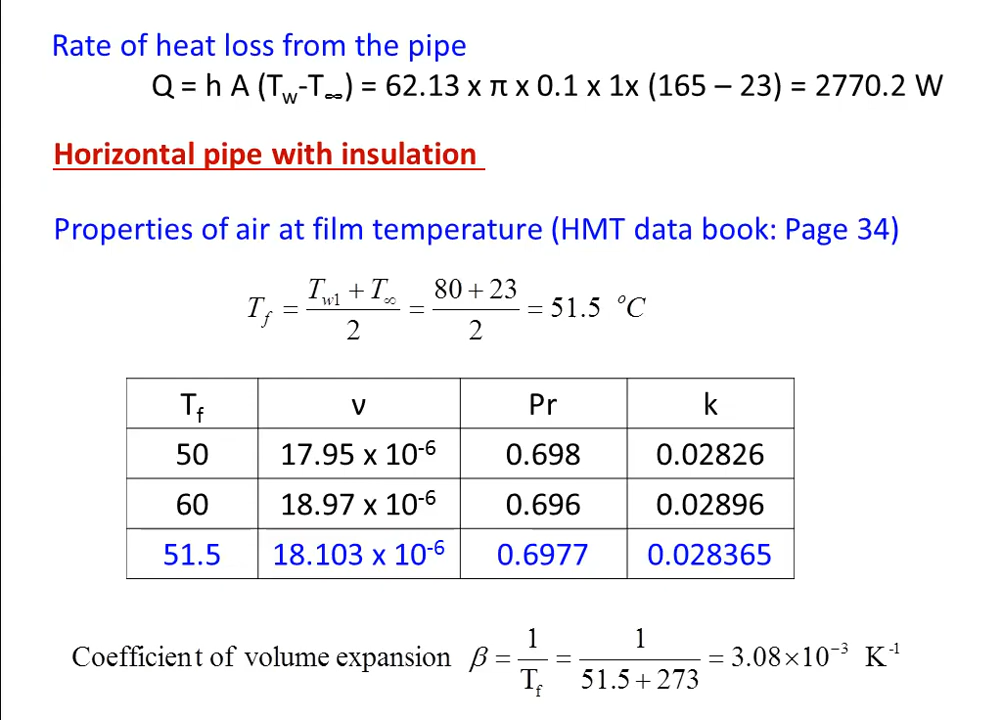 Rate of heat loss from the pipe
Q = h A (T_w-T_∞) = 62.13 x π x 0.1 x 1x (165 – 23) = 2770.2 W
Horizontal pipe with insulation
Properties of air at film temperature (HMT data book: Page 34)
T_f = (T_w1 + T_∞)/2 = (80 + 23)/2 = 51.5 °C
T_f ν Pr k
50 17.95 x 10^-6 0.698 0.02826
60 18.97 x 10^-6 0.696 0.02896
51.5 18.103 x 10^-6 0.6977 0.028365
Coefficient of volume expansion β = 1/T_f = 1/(51.5 + 273) = 3.08×10^−3 K^-1